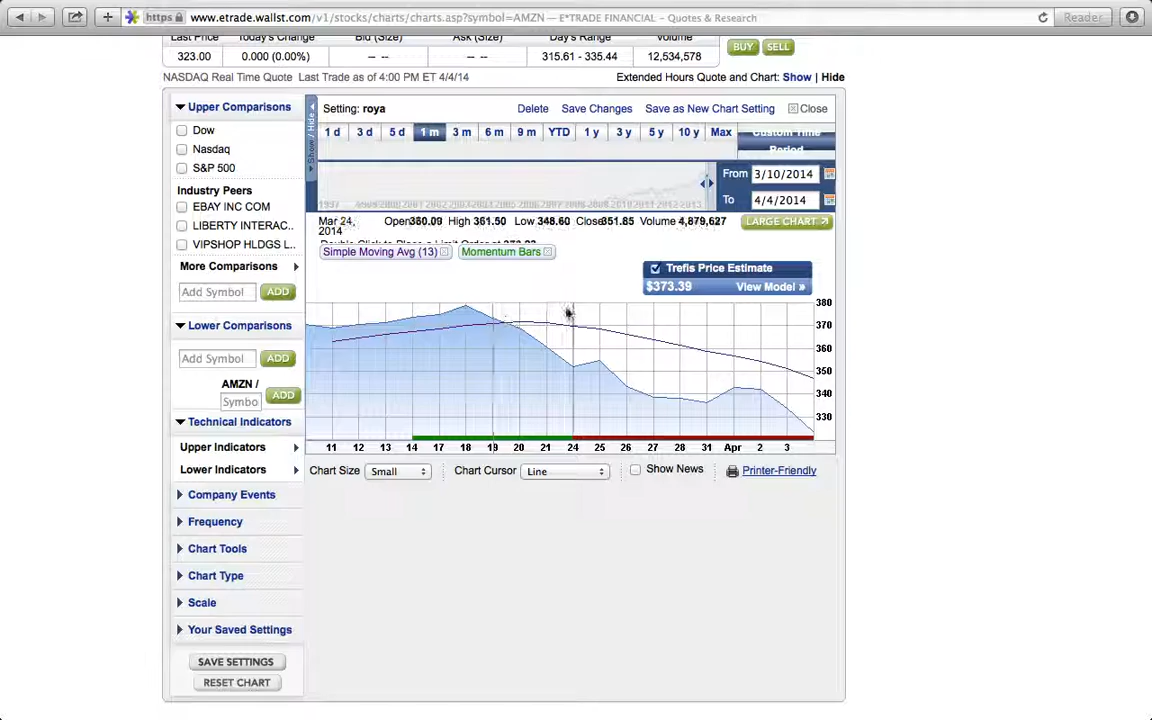 https www.etrade.wallst.com/v1/stocks/charts/charts.asp?symbol=AMZN — E*TRADE FINANCIAL – Quotes & Research Reader
Last Price Today's Change Bid (Size) Ask (Size) Day's Range Volume
323.00 0.000 (0.00%) -- -- -- -- 315.61 - 335.44 12,534,578
BUY SELL
NASDAQ Real Time Quote Last Trade as of 4:00 PM ET 4/4/14 Extended Hours Quote and Chart: Show | Hide
Upper Comparisons
Dow
Nasdaq
S&P 500
Industry Peers
EBAY INC COM
LIBERTY INTERAC..
VIPSHOP HLDGS L..
More Comparisons
Add Symbol ADD
Lower Comparisons
Add Symbol ADD
AMZN /
Symbo ADD
Technical Indicators
Upper Indicators
Lower Indicators
Company Events
Frequency
Chart Tools
Chart Type
Scale
Your Saved Settings
SAVE SETTINGS
RESET CHART
Show / Hide
Setting: roya Delete Save Changes Save as New Chart Setting Close
1 d 3 d 5 d 1 m 3 m 6 m 9 m YTD 1 y 3 y 5 y 10 y Max Custom Time
Period
From 3/10/2014
To 4/4/2014
Mar 24, Open 360.09 High 361.50 Low 348.60 Close 351.85 Volume 4,879,627
2014
LARGE CHART
Simple Moving Avg (13) Momentum Bars
Trefis Price Estimate
$373.39 View Model »
380
370
360
350
340
330
11 12 13 14 17 18 19 20 21 24 25 26 27 28 31 Apr 2 3
Chart Size Small Chart Cursor Line Show News Printer-Friendly